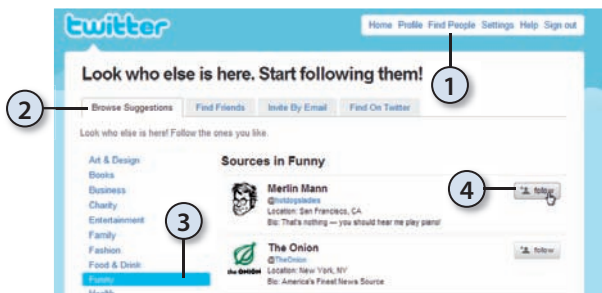 twitter
Home Profile Find People Settings Help Sign out
1
Look who else is here. Start following them!
2
Browse Suggestions Find Friends Invite By Email Find On Twitter
Look who else is here! Follow the ones you like.
Art & Design
Books
Business
Charity
Entertainment
Family
Fashion
Food & Drink
Funny
Health
3
Sources in Funny
Merlin Mann
@hotdogsladies
Location: San Francisco, CA
Bio: That's nothing — you should hear me play piano!
4
follow
the ONION
The Onion
@TheOnion
Location: New York, NY
Bio: America's Finest News Source
follow